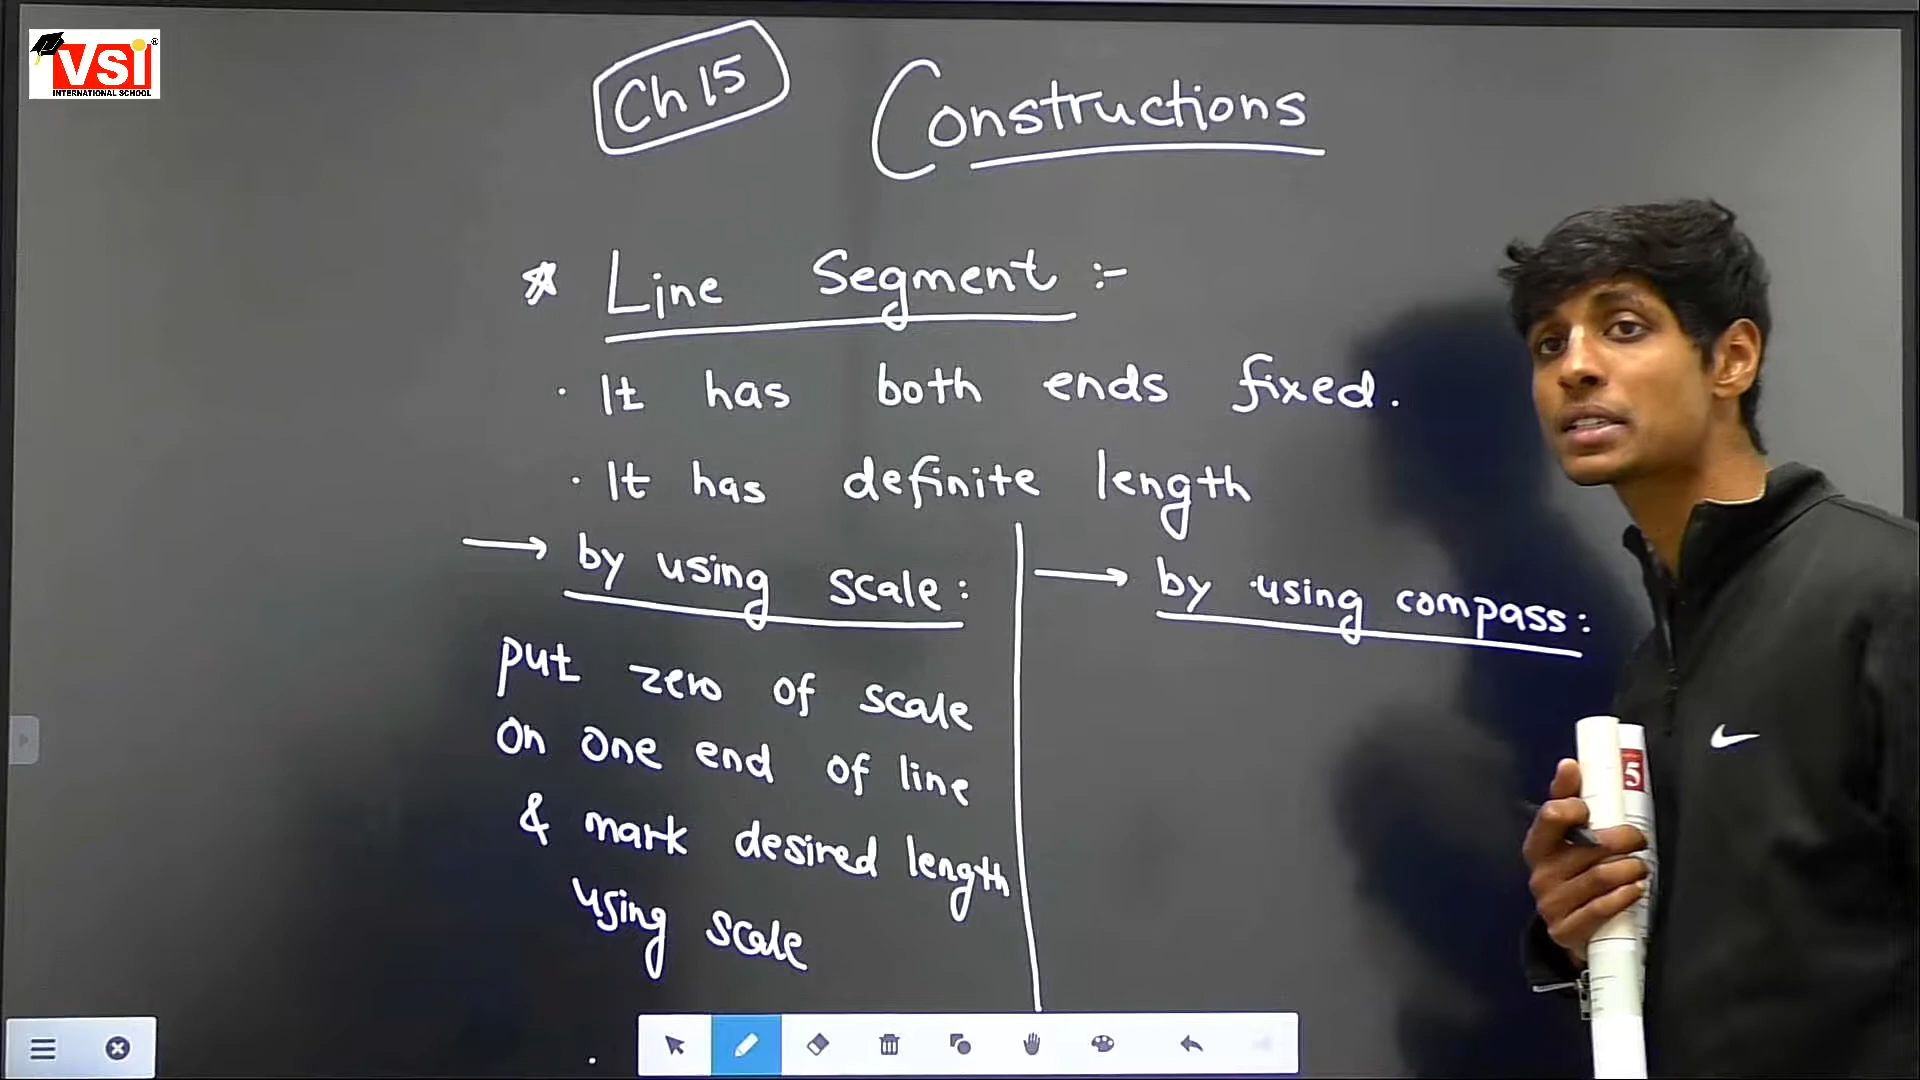 VSI
INTERNATIONAL SCHOOL
Ch 15
Constructions
Line Segment :-
· It has both ends fixed.
· It has definite length
→ by using scale:
put zero of scale
on one end of line
& mark desired length
using scale
→ by using compass:
5